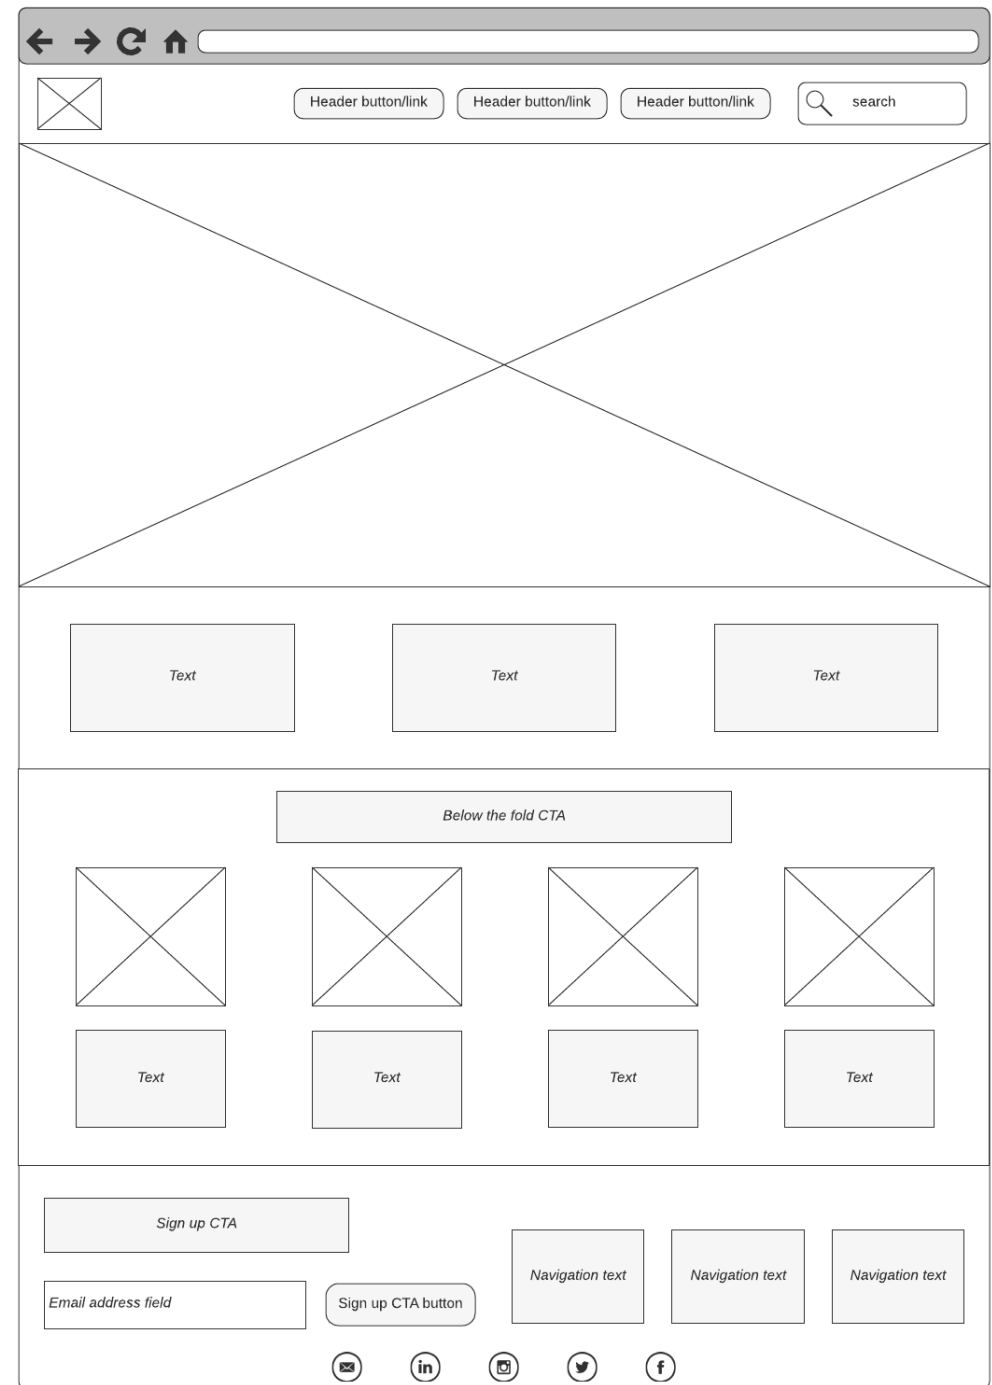 Header button/link
Header button/link
Header button/link
search
Text
Text
Text
Below the fold CTA
Text
Text
Text
Text
Sign up CTA
Email address field
Sign up CTA button
Navigation text
Navigation text
Navigation text
in
f